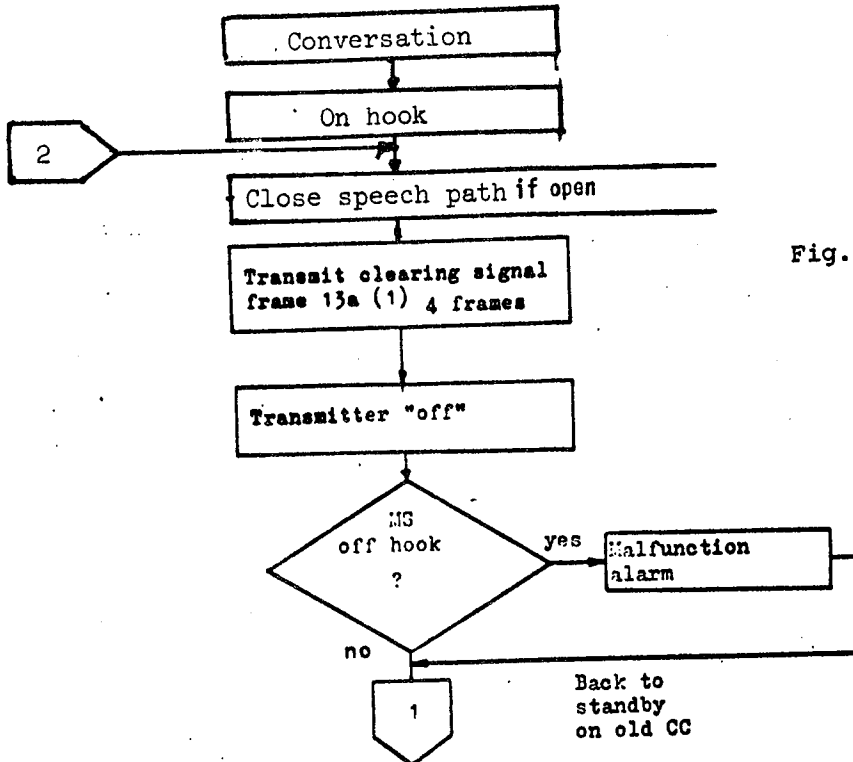 Conversation
On hook
2
Close speech path if open
Fig.
Transmit clearing signal
frame 13a (1) 4 frames
Transmitter "off"
MS
off hook
?
yes
Malfunction
alarm
no
1
Back to
standby
on old CC